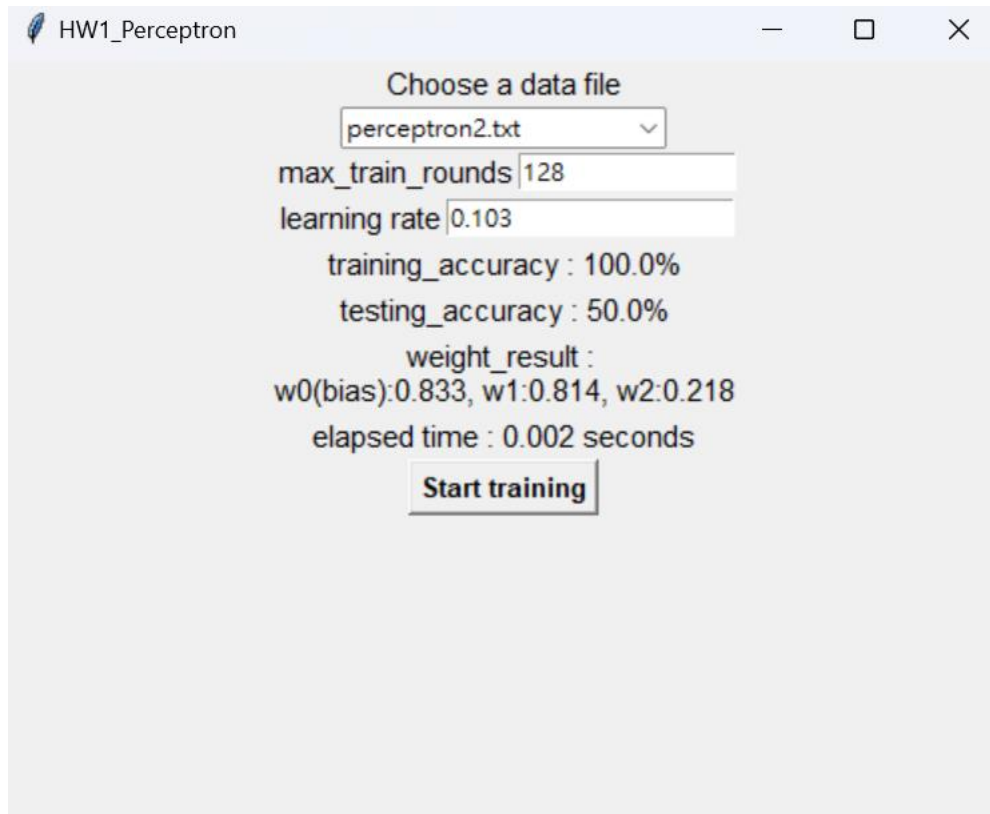 HW1_Perceptron
Choose a data file
perceptron2.txt
max_train_rounds 128
learning rate 0.103
training_accuracy : 100.0%
testing_accuracy : 50.0%
weight_result :
w0(bias):0.833, w1:0.814, w2:0.218
elapsed time : 0.002 seconds
Start training